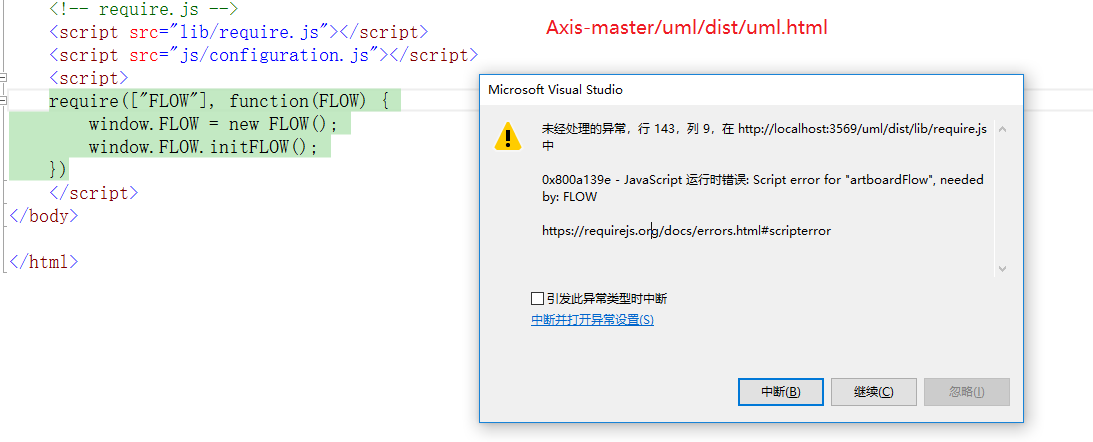 <!-- require.js -->
Axis-master/uml/dist/uml.html
<script src="lib/require.js"></script>
<script src="js/configuration.js"></script>
<script>
require(["FLOW"], function(FLOW) {
window.FLOW = new FLOW();
window.FLOW.initFLOW();
})
</script>
</body>
</html>
Microsoft Visual Studio
未经处理的异常，行 143，列 9，在 http://localhost:3569/uml/dist/lib/require.js
中
0x800a139e - JavaScript 运行时错误: Script error for "artboardFlow", needed
by: FLOW
https://requirejs.org/docs/errors.html#scripterror
引发此异常类型时中断
中断并打开异常设置(S)
中断(B)
继续(C)
忽略(I)